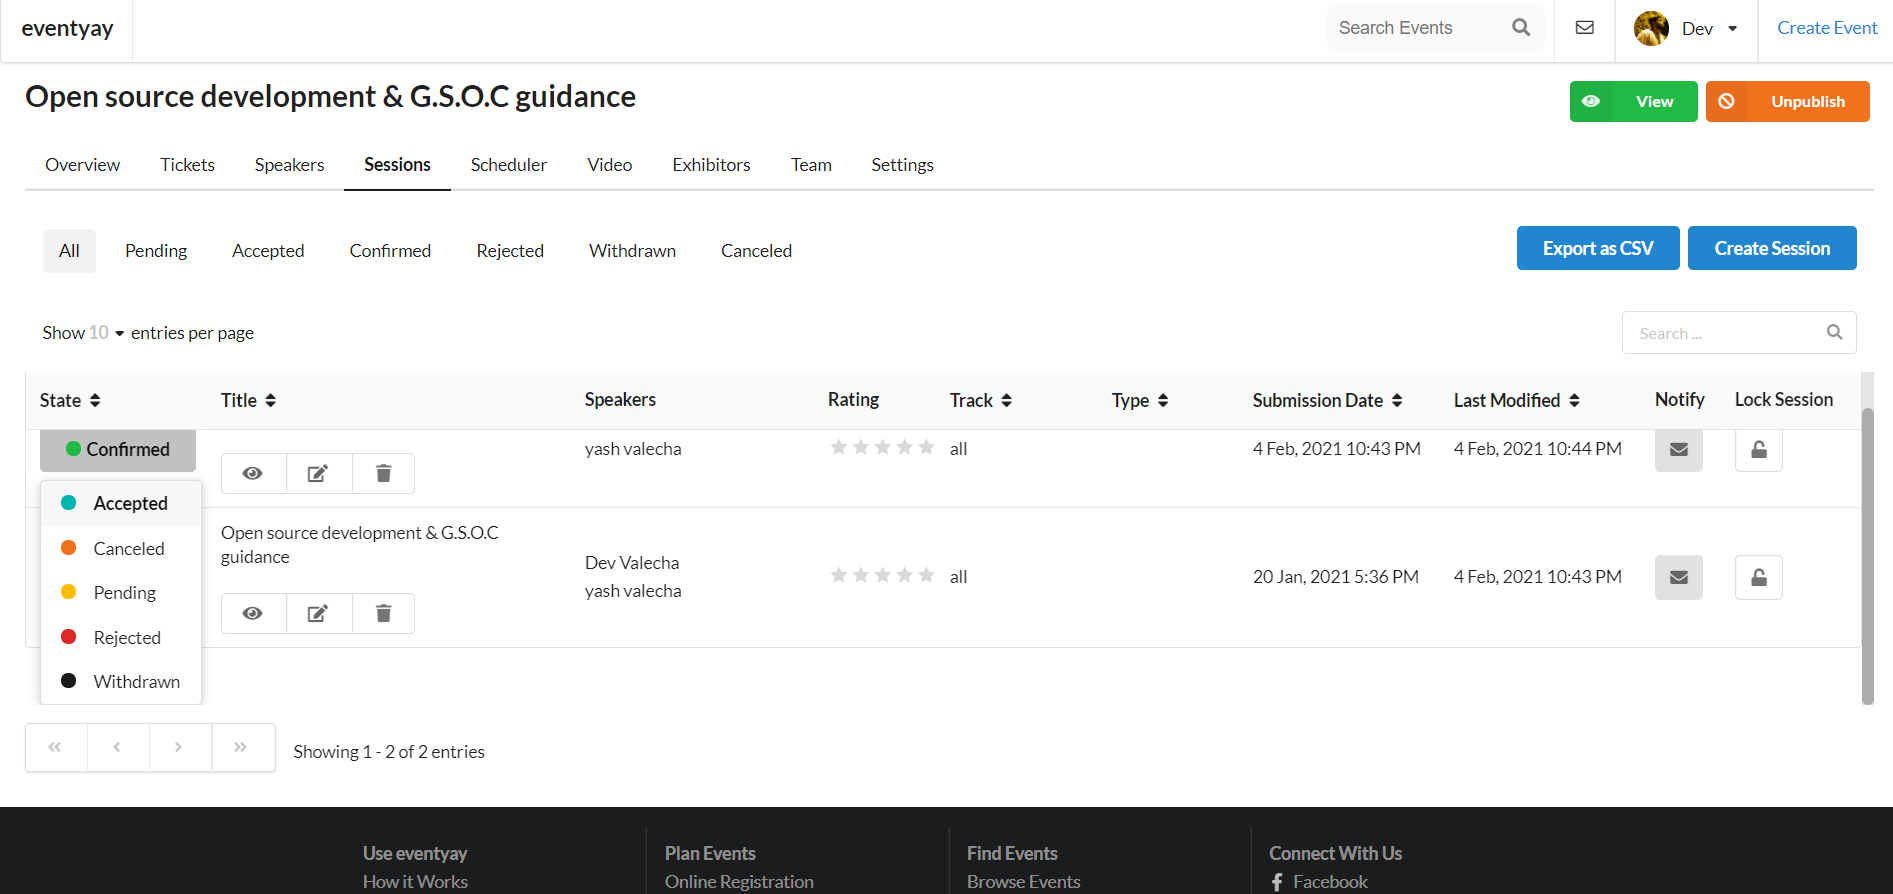 eventyay
Search Events
Dev
Create Event
Open source development & G.S.O.C guidance
View
Unpublish
Overview Tickets Speakers Sessions Scheduler Video Exhibitors Team Settings
All Pending Accepted Confirmed Rejected Withdrawn Canceled
Export as CSV
Create Session
Show 10 entries per page
Search ...
State Title Speakers Rating Track Type Submission Date Last Modified Notify Lock Session
Confirmed yash valecha all 4 Feb, 2021 10:43 PM 4 Feb, 2021 10:44 PM
Accepted
Canceled
Pending
Rejected
Withdrawn
Open source development & G.S.O.C
guidance
Dev Valecha
yash valecha
all 20 Jan, 2021 5:36 PM 4 Feb, 2021 10:43 PM
Showing 1 - 2 of 2 entries
Use eventyay
How it Works
Plan Events
Online Registration
Find Events
Browse Events
Connect With Us
Facebook